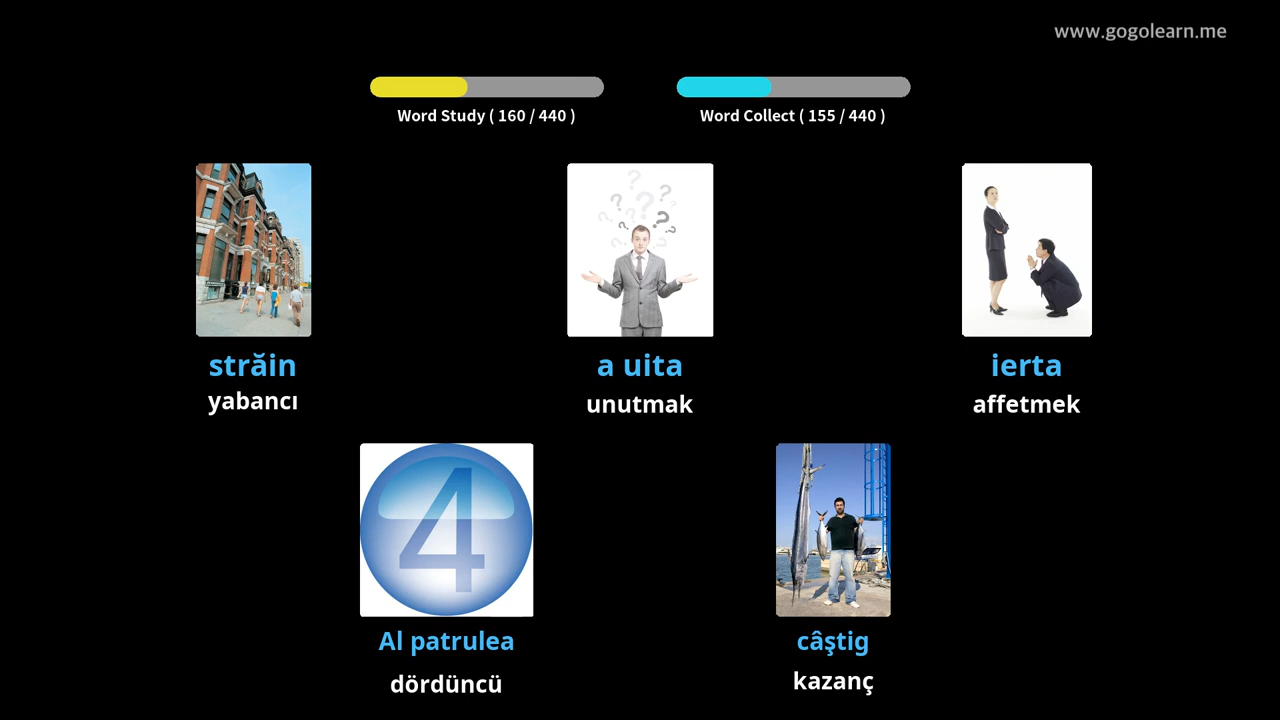 www.gogolearn.me
Word Study ( 160 / 440 )
Word Collect ( 155 / 440 )
străin
yabancı
a uita
unutmak
ierta
affetmek
4
Al patrulea
dördüncü
câştig
kazanç